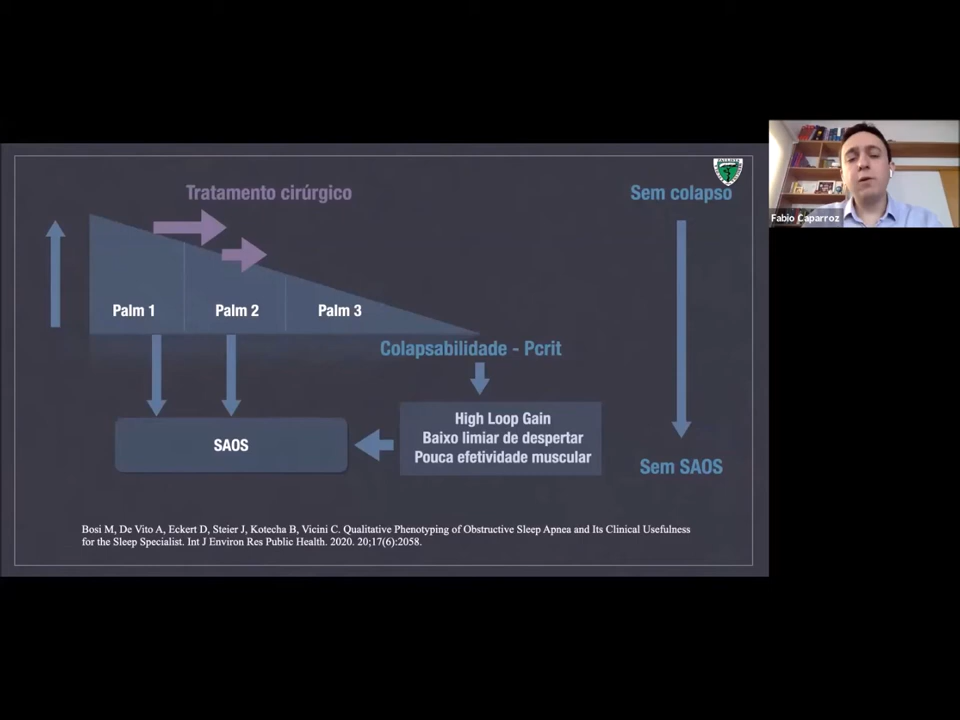 Tratamento cirúrgico
Sem colapso
Fabio Caparroz
Palm 1
Palm 2
Palm 3
Colapsabilidade - Pcrit
High Loop Gain
Baixo limiar de despertar
Pouca efetividade muscular
SAOS
Sem SAOS
Bosi M, De Vito A, Eckert D, Steier J, Kotecha B, Vicini C. Qualitative Phenotyping of Obstructive Sleep Apnea and Its Clinical Usefulness
for the Sleep Specialist. Int J Environ Res Public Health. 2020. 20;17(6):2058.